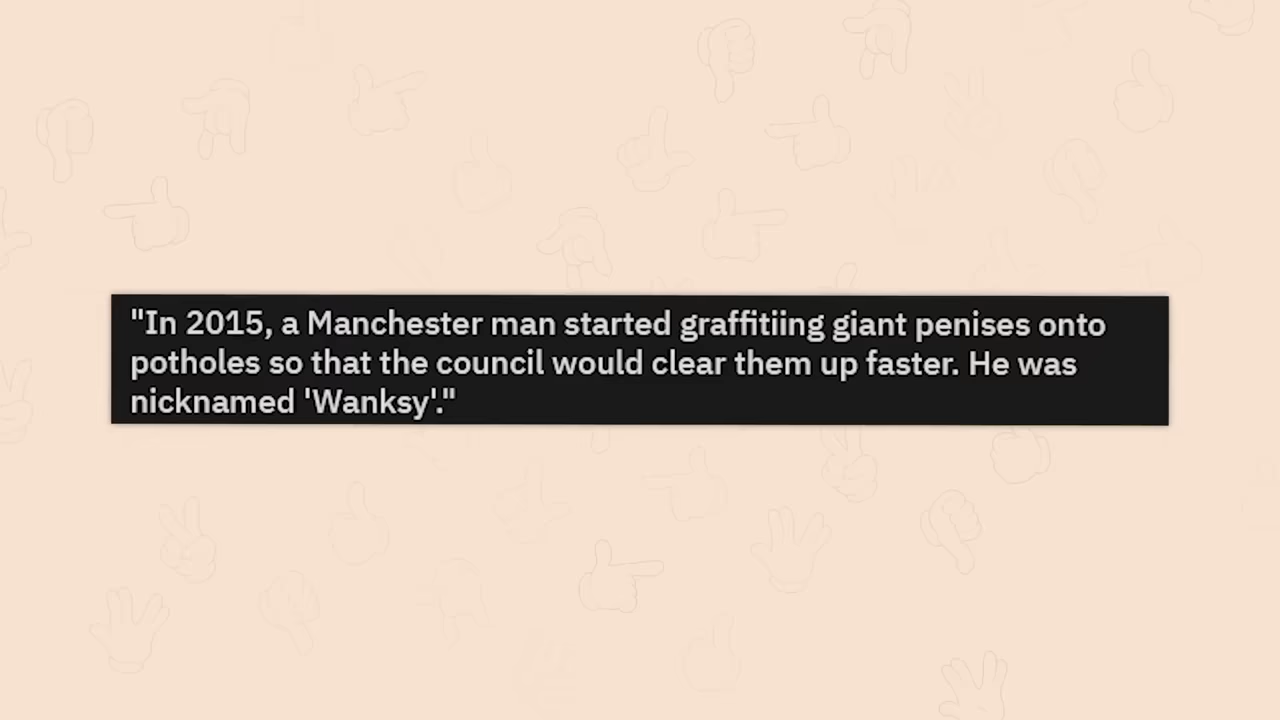 "In 2015, a Manchester man started graffitiing giant penises onto
potholes so that the council would clear them up faster. He was
nicknamed 'Wanksy'."